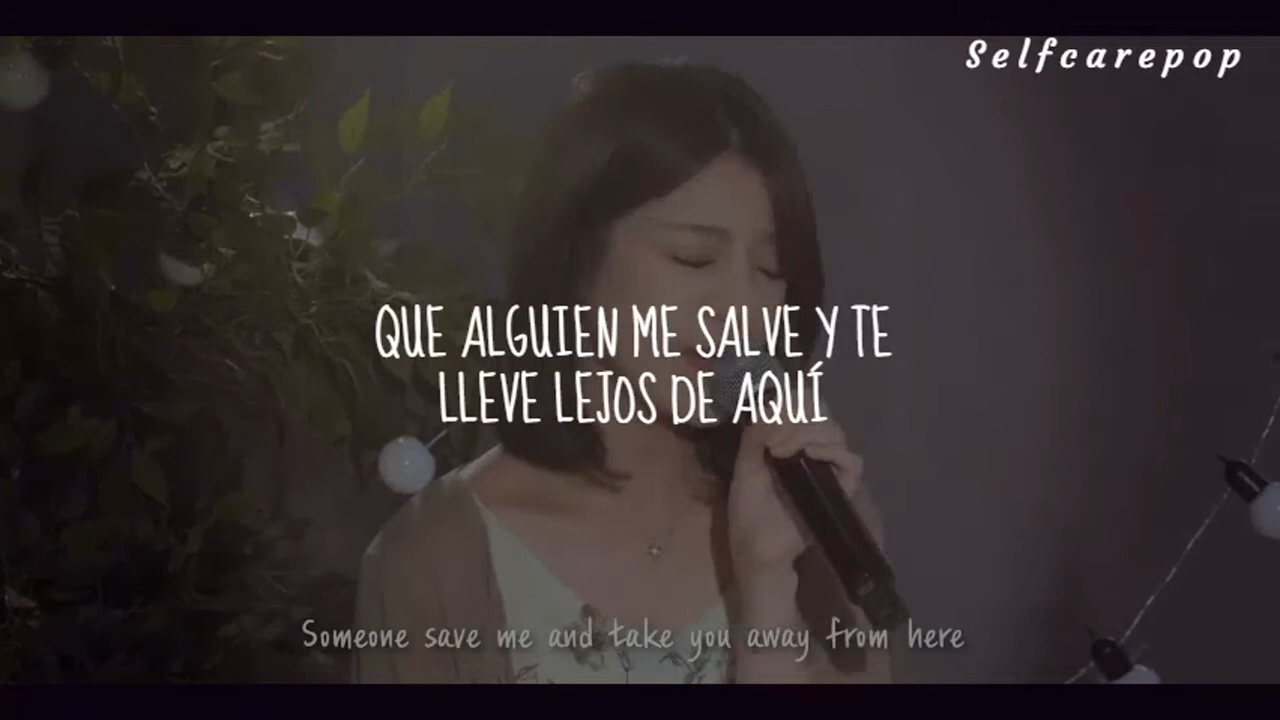 Selfcarepop
QUE ALGUIEN ME SALVE Y TE
LLEVE LEJOS DE AQUÍ
Someone save me and take you away from here